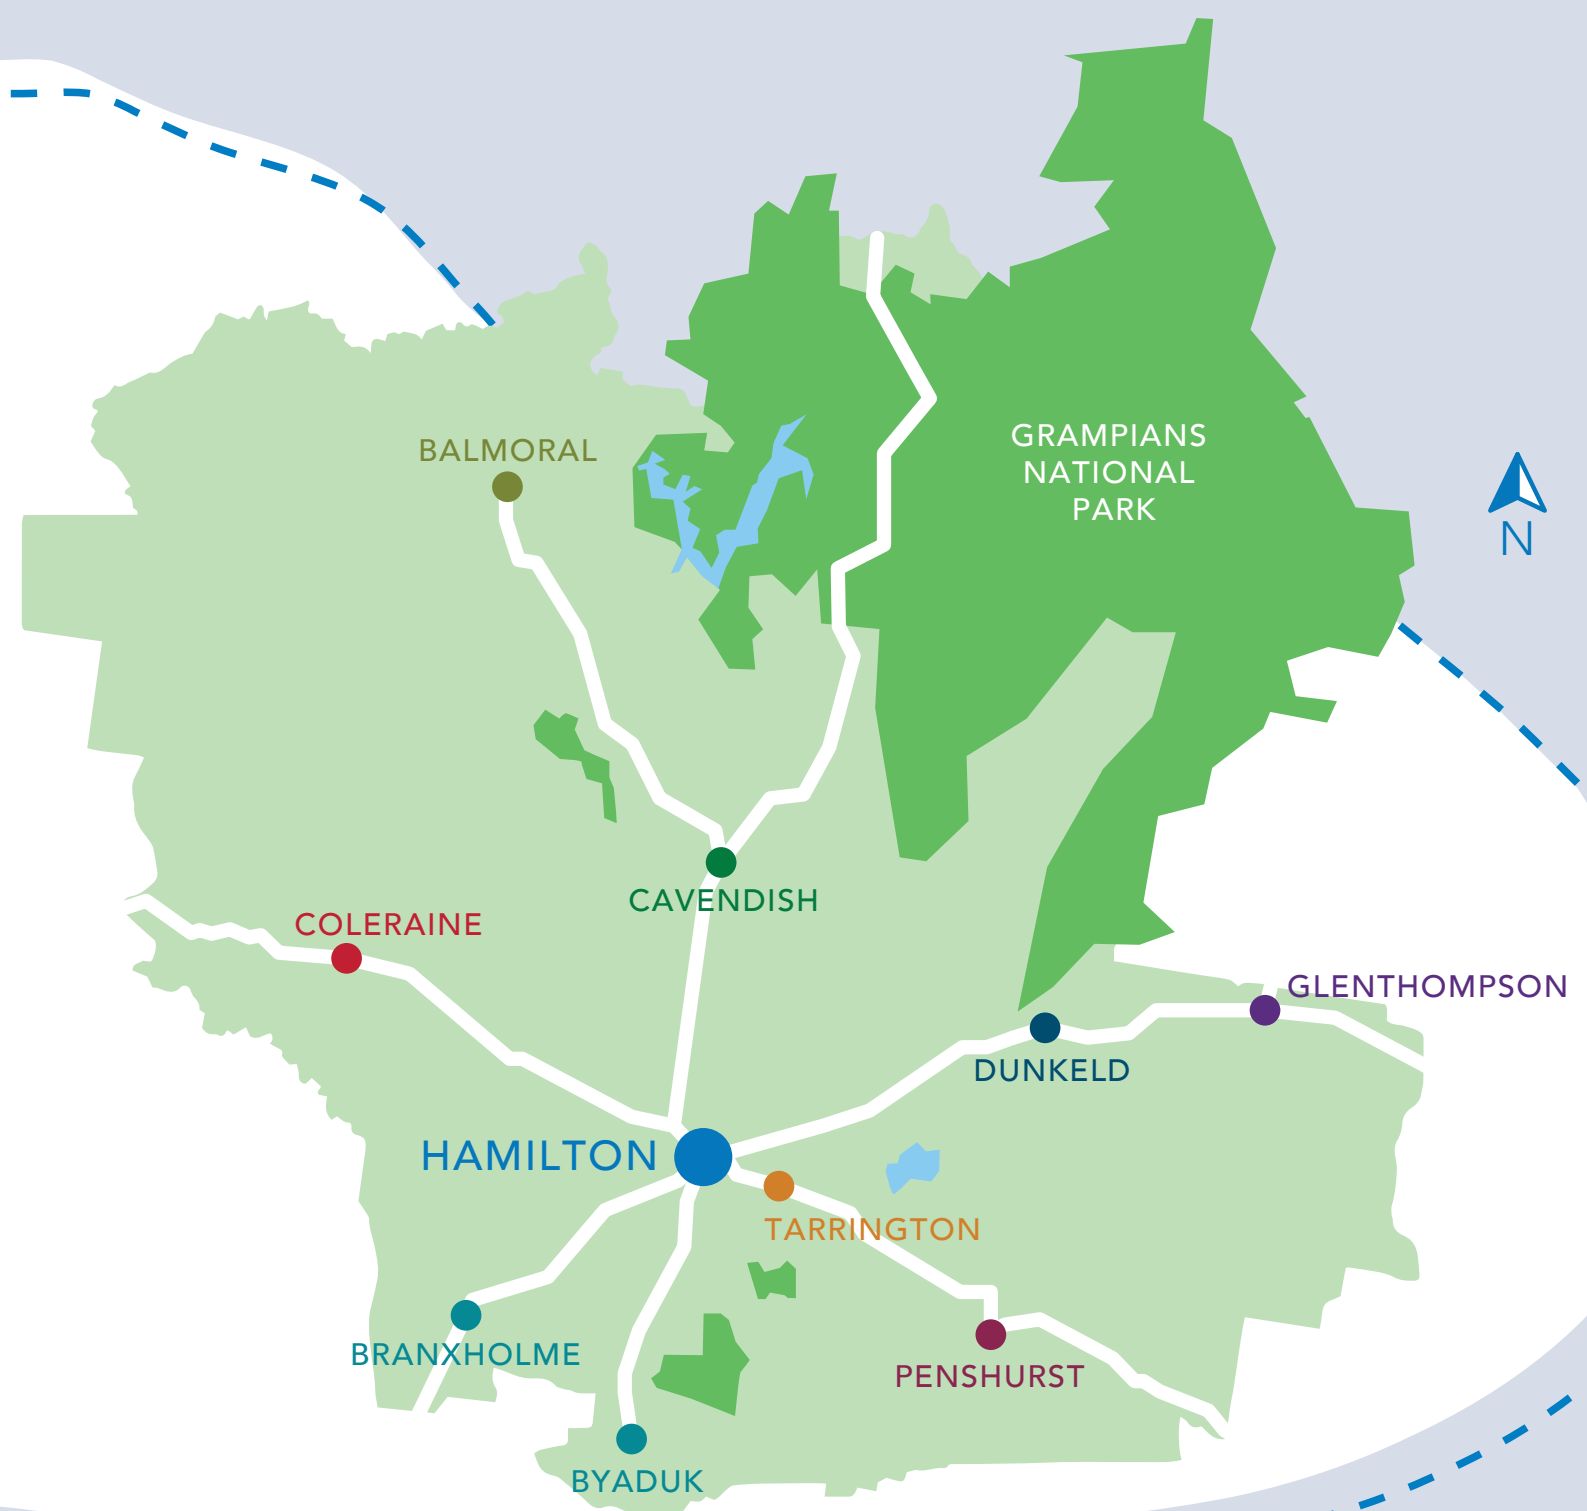 GRAMPIANS
NATIONAL
PARK
BALMORAL
N
CAVENDISH
COLERAINE
GLENTHOMPSON
DUNKELD
HAMILTON
TARRINGTON
BRANXHOLME
PENSHURST
BYADUK